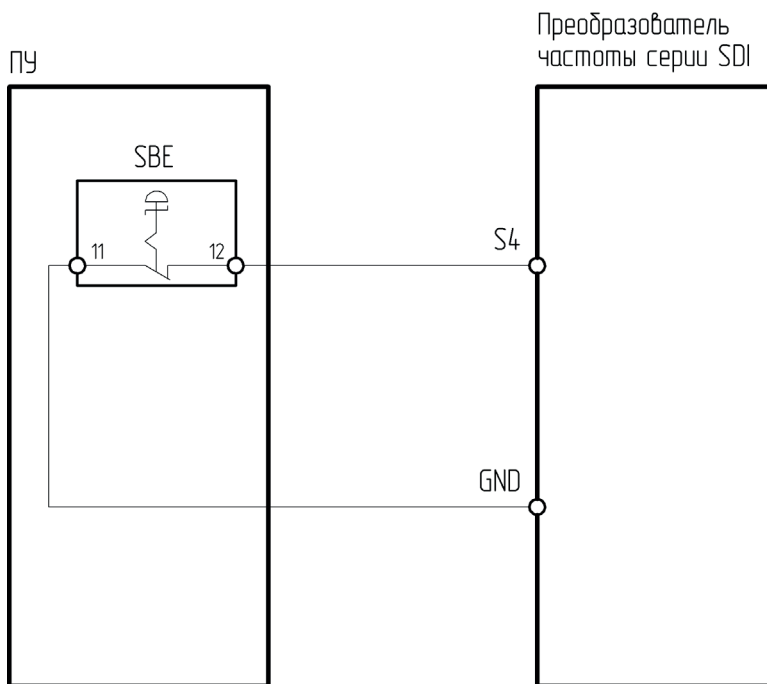 Преобразователь
частоты серии SDI
ПУ
SBE
11
12
S4
GND